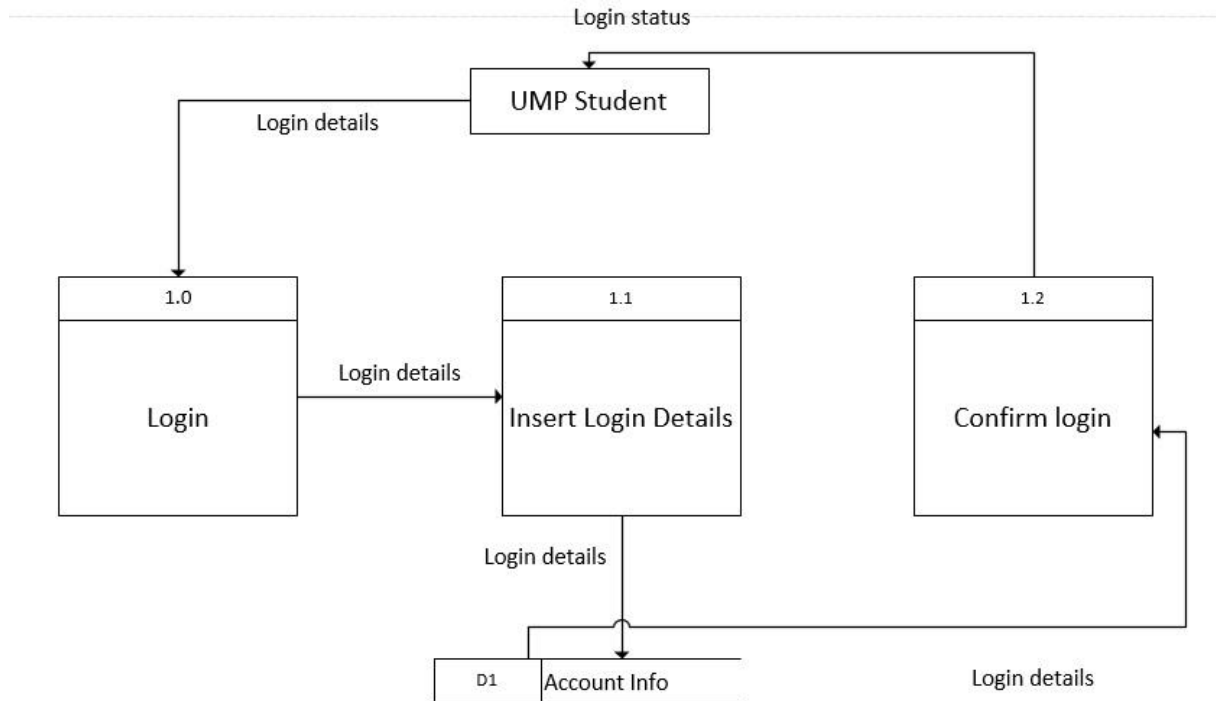 Login status
UMP Student
Login details
1.0
1.1
1.2
Login details
Login
Insert Login Details
Confirm login
Login details
D1
Account Info
Login details